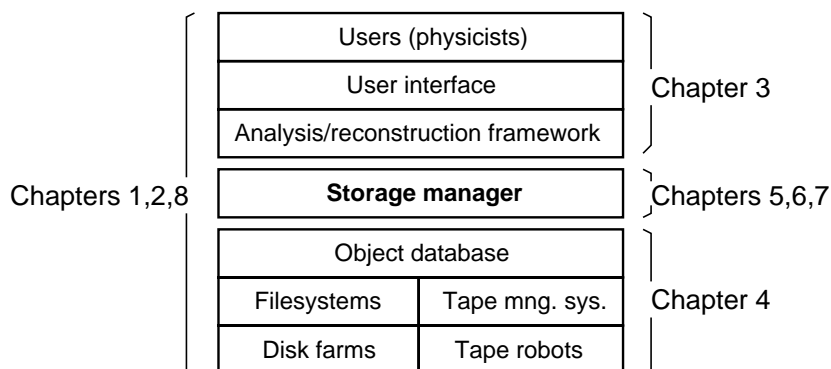 Users (physicists)
User interface
Chapter 3
Analysis/reconstruction framework
Chapters 1,2,8
Storage manager
Chapters 5,6,7
Object database
Filesystems
Tape mng. sys.
Chapter 4
Disk farms
Tape robots